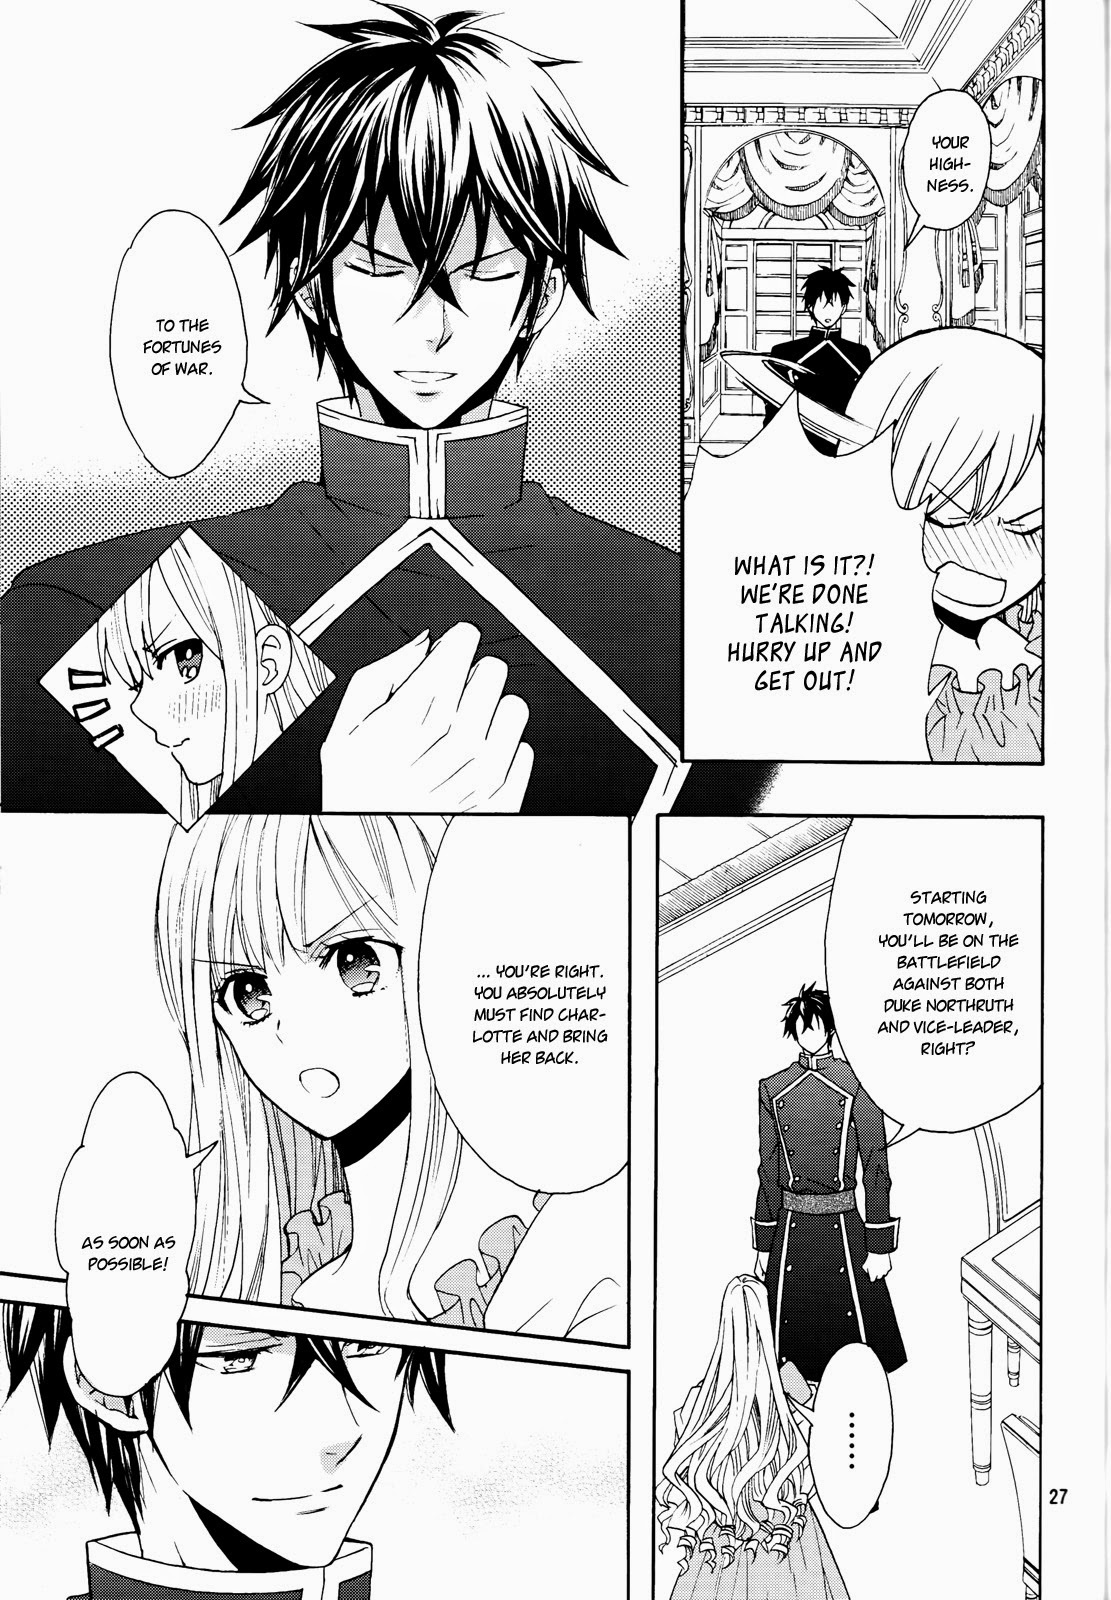 YOUR
HIGH-
NESS.
WHAT IS IT?!
WE'RE DONE
TALKING!
HURRY UP AND
GET OUT!
TO THE
FORTUNES
OF WAR.
STARTING
TOMORROW,
YOU'LL BE ON THE
BATTLEFIELD
AGAINST BOTH
DUKE NORTHRUTH
AND VICE-LEADER,
RIGHT?
......
... YOU'RE RIGHT.
YOU ABSOLUTELY
MUST FIND CHAR-
LOTTE AND BRING
HER BACK.
AS SOON AS
POSSIBLE!
27